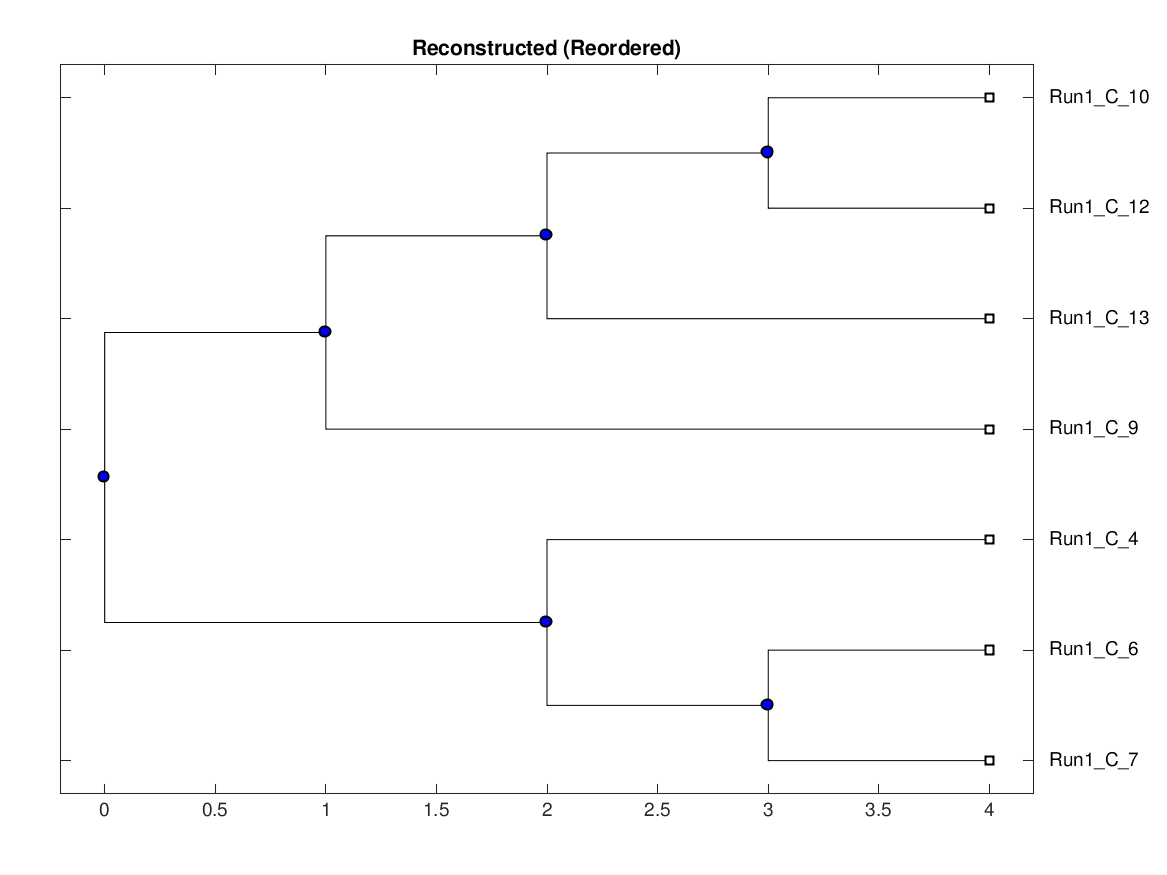 Reconstructed (Reordered)
Run1_C_10
Run1_C_12
Run1_C_13
Run1_C_9
Run1_C_4
Run1_C_6
Run1_C_7
0 0.5 1 1.5 2 2.5 3 3.5 4